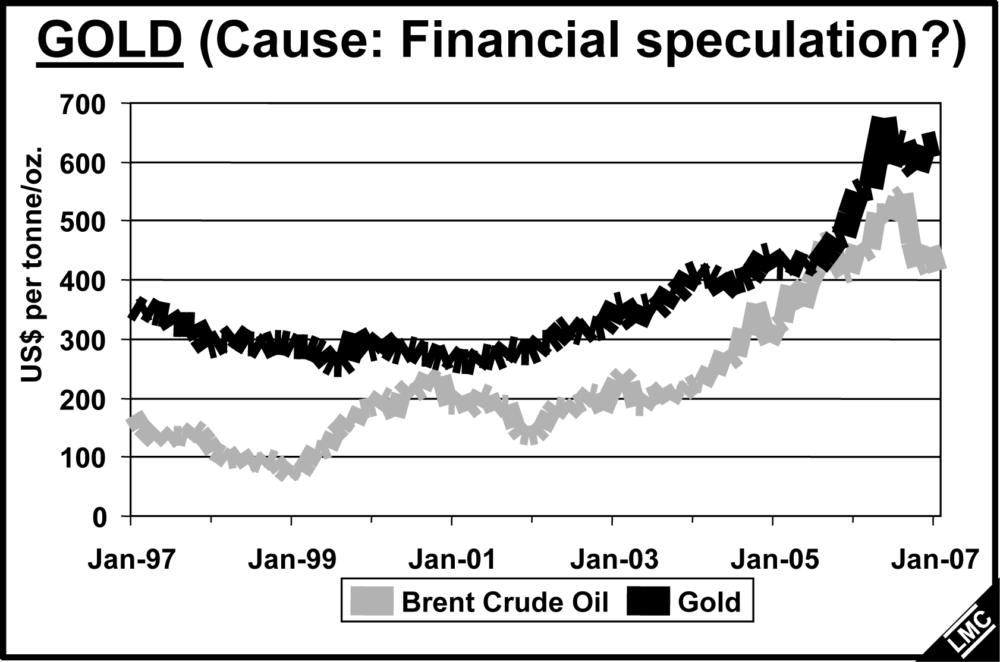 GOLD (Cause: Financial speculation?)
US$ per tonne/oz.
700
600
500
400
300
200
100
0
Jan-97 Jan-99 Jan-01 Jan-03 Jan-05 Jan-07
Brent Crude Oil Gold
LMC